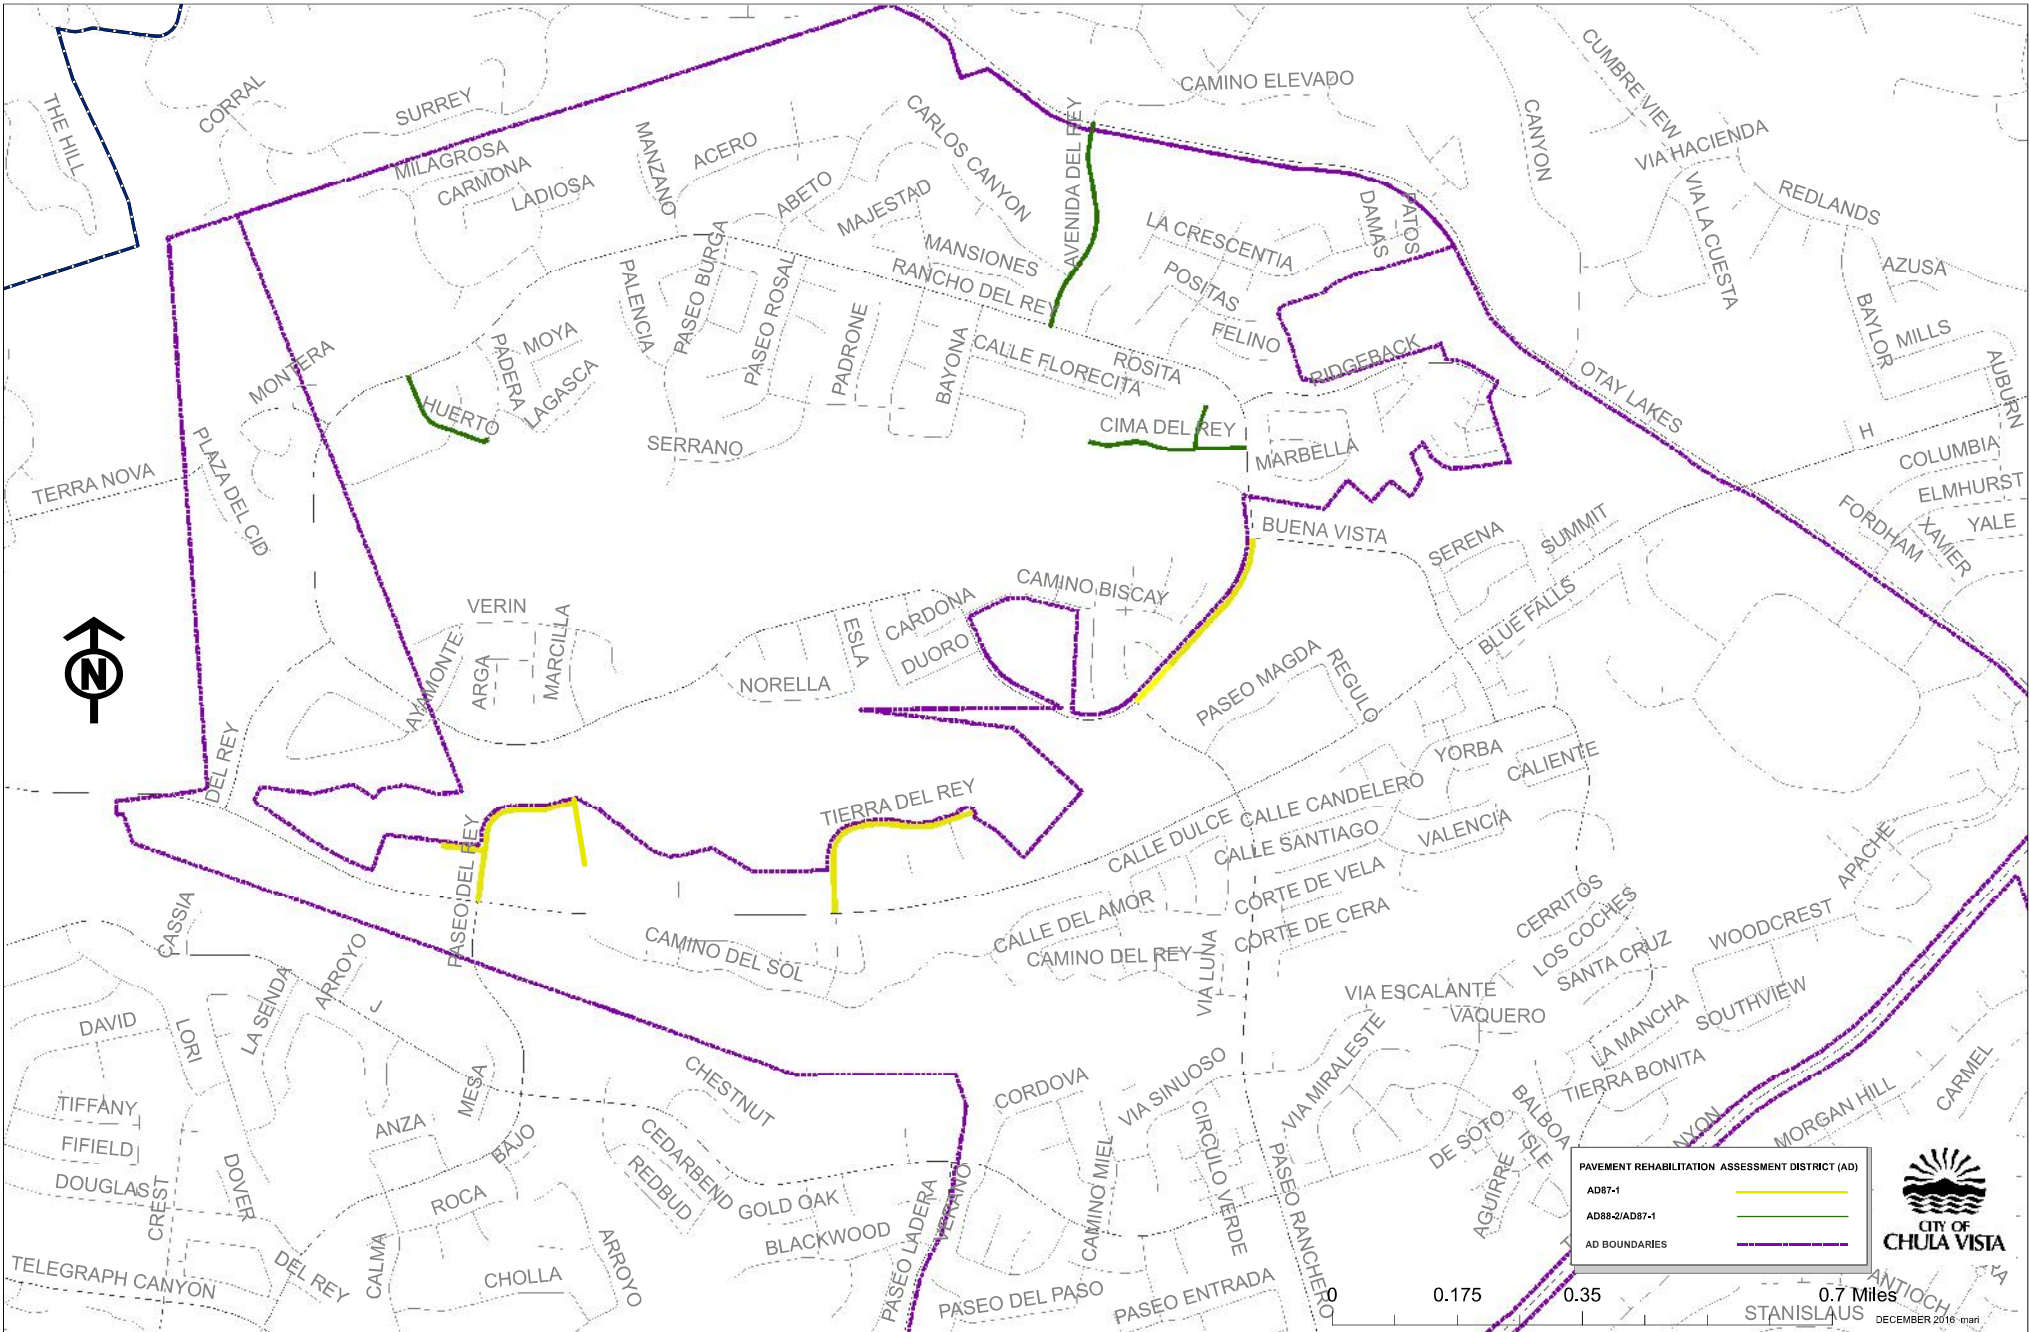 THE HILL
CORRAL
SURREY
CAMINO ELEVADO
CUMBRE VIEW
CANYON
VIA HACIENDA
VIA LA CUESTA
REDLANDS
AZUSA
BAYLOR
MILLS
AUBURN
MILAGROSA
CARMONA
LADIOSA
MANZANO
ACERO
ABETO
MAJESTAD
CARLOS CANYON
AVENIDA DEL REY
MANSIONES
RANCHO DEL REY
LA CRESCENTIA
DAMAS
PATOS
POSITAS
FELINO
PALENCIA
PASEO BURGA
PASEO ROSAL
PADRONE
BAYONA
CALLE FLORECITA
ROSITA
RIDGEBACK
OTAY LAKES
MONTERA
HUERTO
PADERA
MOYA
LAGASCA
SERRANO
CIMA DEL REY
MARBELLA
H
COLUMBIA
ELMHURST
YALE
FORDHAM
XAVIER
TERRA NOVA
PLAZA DEL CID
BUENA VISTA
SERENA
SUMMIT
BLUE FALLS
VERIN
AYAMONTE
ARGA
MARCILLA
NORELLA
ESLA
CARDONA
DUORO
CAMINO BISCAY
PASEO MAGDA
REGULO
N
DEL REY
PASEO DEL REY
TIERRA DEL REY
YORBA
CALIENTE
CALLE DULCE
CALLE CANDELERO
CALLE SANTIAGO
VALENCIA
CORTE DE VELA
CORTE DE CERA
CALLE DEL AMOR
CAMINO DEL REY
VIA LUNA
CAMINO DEL SOL
CASSIA
ARROYO
LA SENDA
J
APACHE
CERRITOS
LOS COCHES
SANTA CRUZ
WOODCREST
SOUTHVIEW
VIA ESCALANTE
VAQUERO
LA MANCHA
TIERRA BONITA
VIA MIRALESTE
DAVID
LORI
TIFFANY
FIFIELD
DOUGLAS
CREST
DOVER
ANZA
MESA
BAJO
ROCA
CALMA
CHOLLA
ARROYO
DEL REY
TELEGRAPH CANYON
CHESTNUT
CEDARBEND
REDBUD
GOLD OAK
BLACKWOOD
PASEO LADERA
VERANO
CORDOVA
VIA SINUOSO
CAMINO MIEL
CIRCULO VERDE
PASEO RANCHERO
PASEO DEL PASO
PASEO ENTRADA
DE SOTO
BALBOA
ISLE
AGUIRRE
NYON
MORGAN HILL
CARMEL
ANTIOCH
RA
STANISLAUS
PAVEMENT REHABILITATION ASSESSMENT DISTRICT (AD)
AD87-1
AD88-2/AD87-1
AD BOUNDARIES
CITY OF
CHULA VISTA
0 0.175 0.35 0.7 Miles
DECEMBER 2016 mari